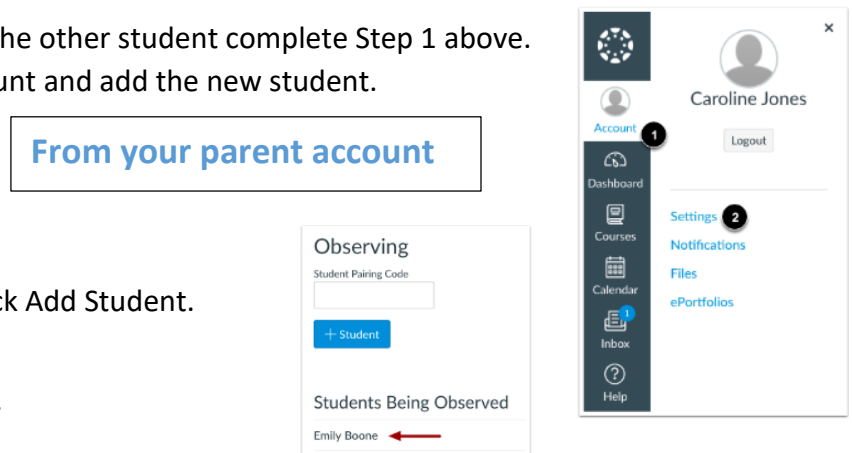 he other student complete Step 1 above.
unt and add the new student.
From your parent account
ck Add Student.
Observing
Student Pairing Code
+ Student
Students Being Observed
Emily Boone
×
Caroline Jones
Logout
Account 1
Dashboard
Courses
Calendar
1
Inbox
?
Help
Settings 2
Notifications
Files
ePortfolios